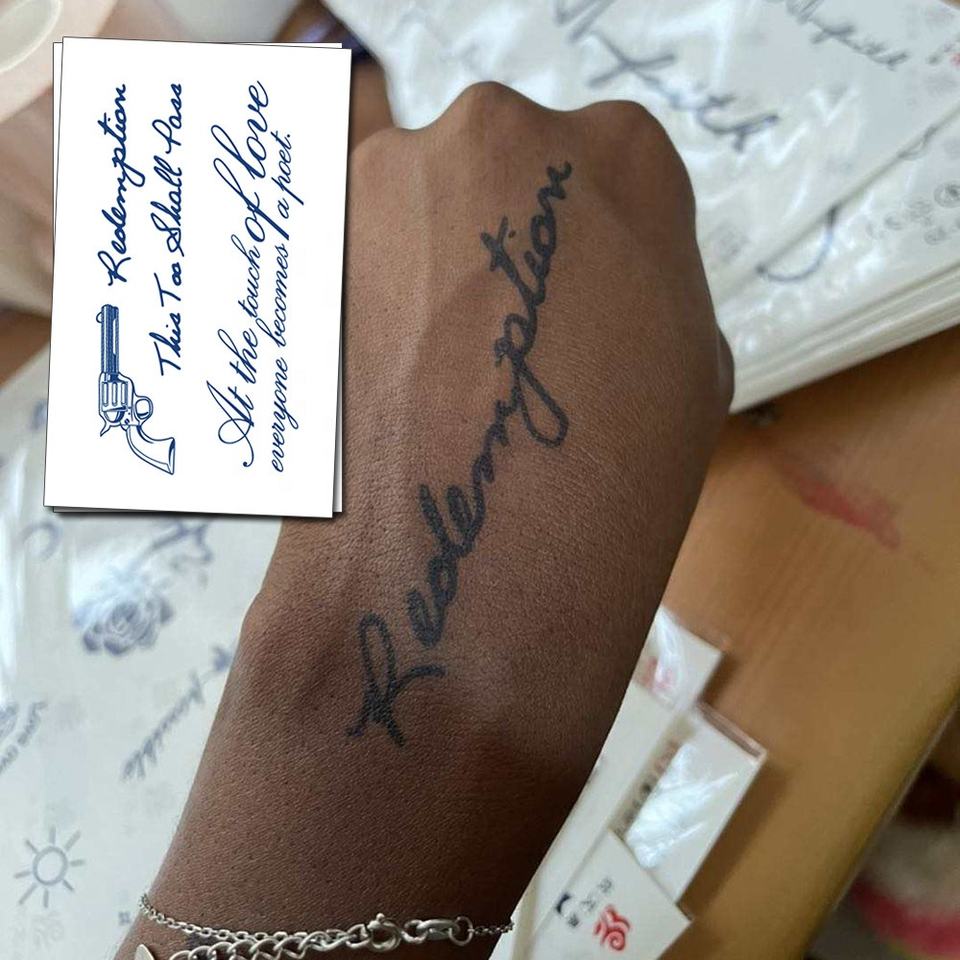 Redemption
This Too Shall Pass
At the touch of love
everyone becomes a poet.
Redemption
faith